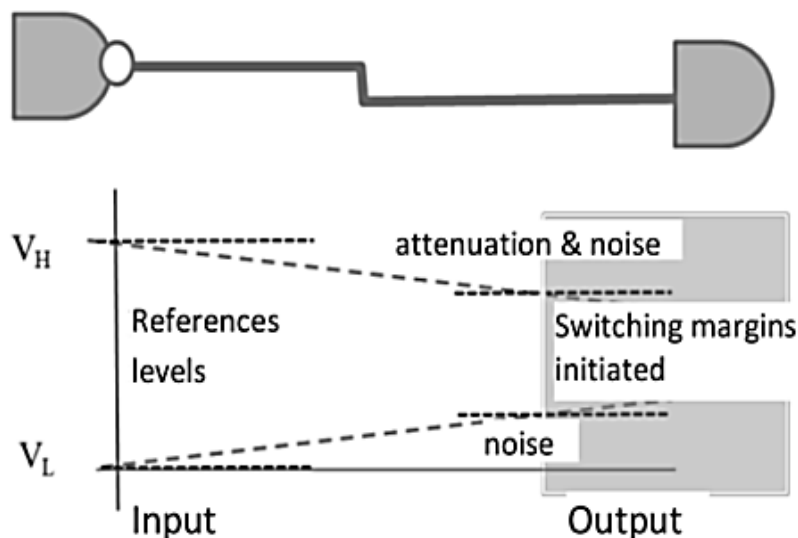 attenuation & noise
V_H
References
levels
Switching margins
initiated
noise
V_L
Input
Output